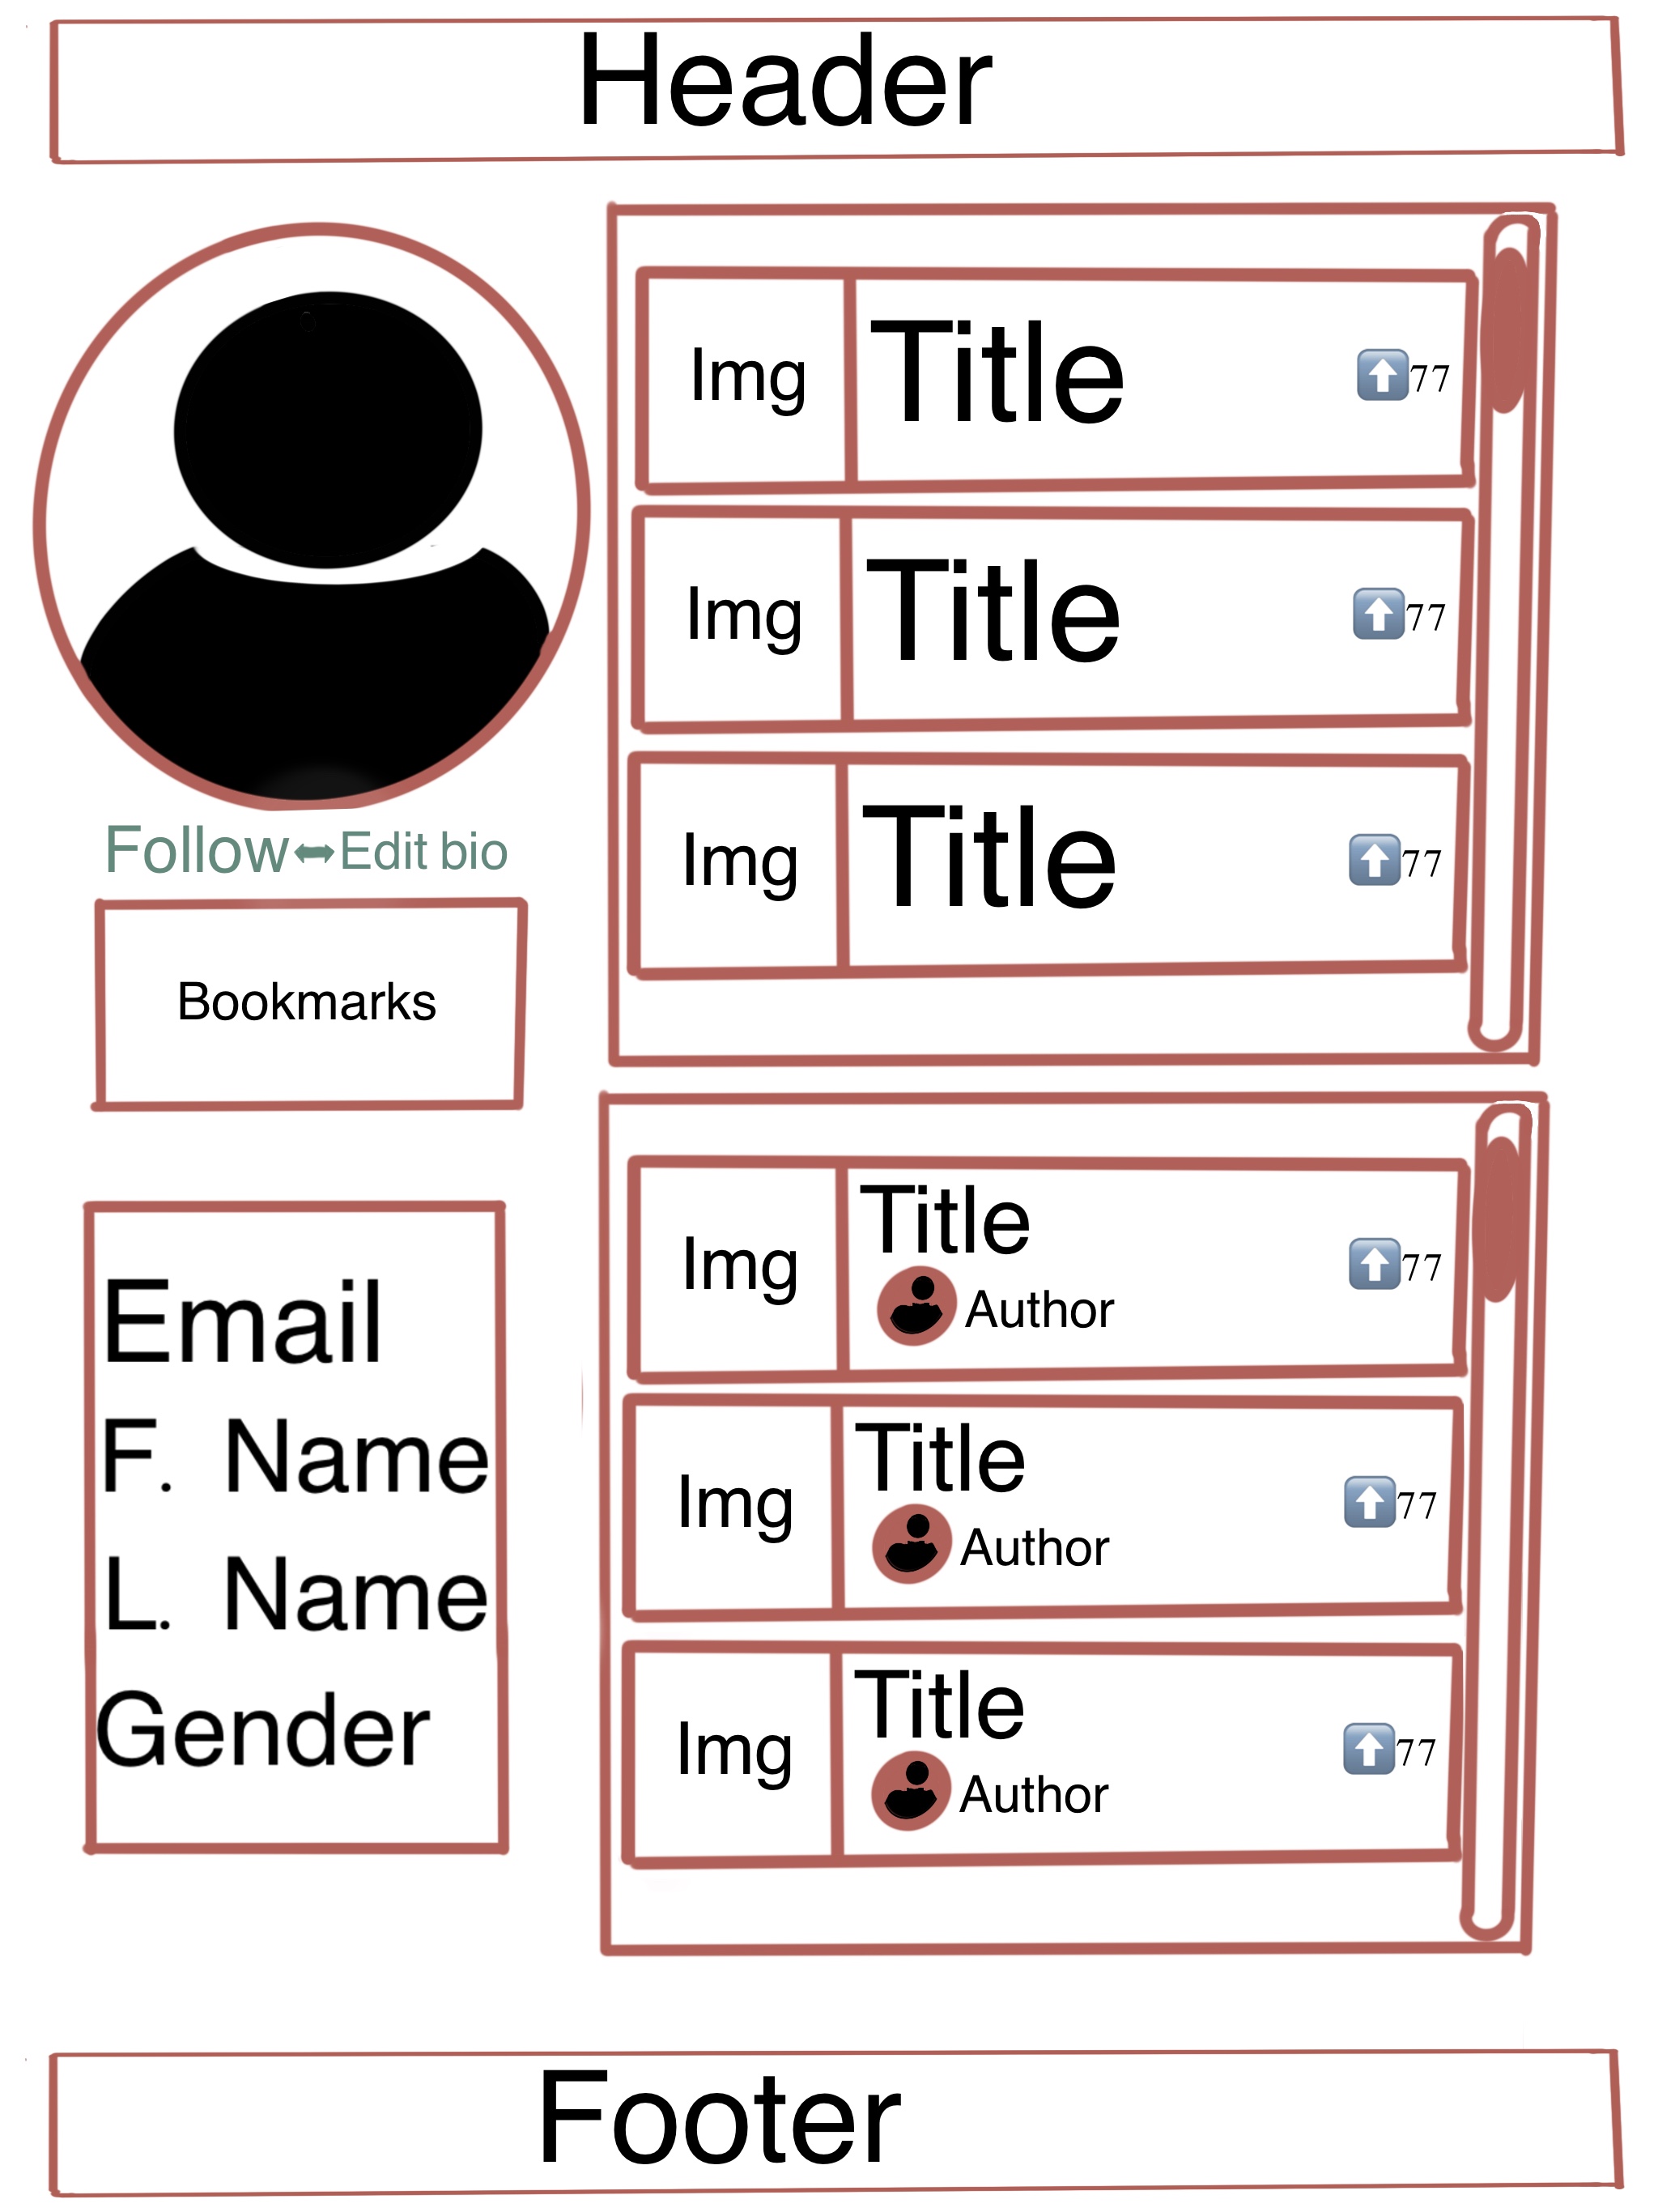 Header
Img Title ⬆️77
Img Title ⬆️77
Img Title ⬆️77
Follow↔Edit bio
Bookmarks
Email
F. Name
L. Name
Gender
Img Title ⬆️77
Author
Img Title ⬆️77
Author
Img Title ⬆️77
Author
Footer